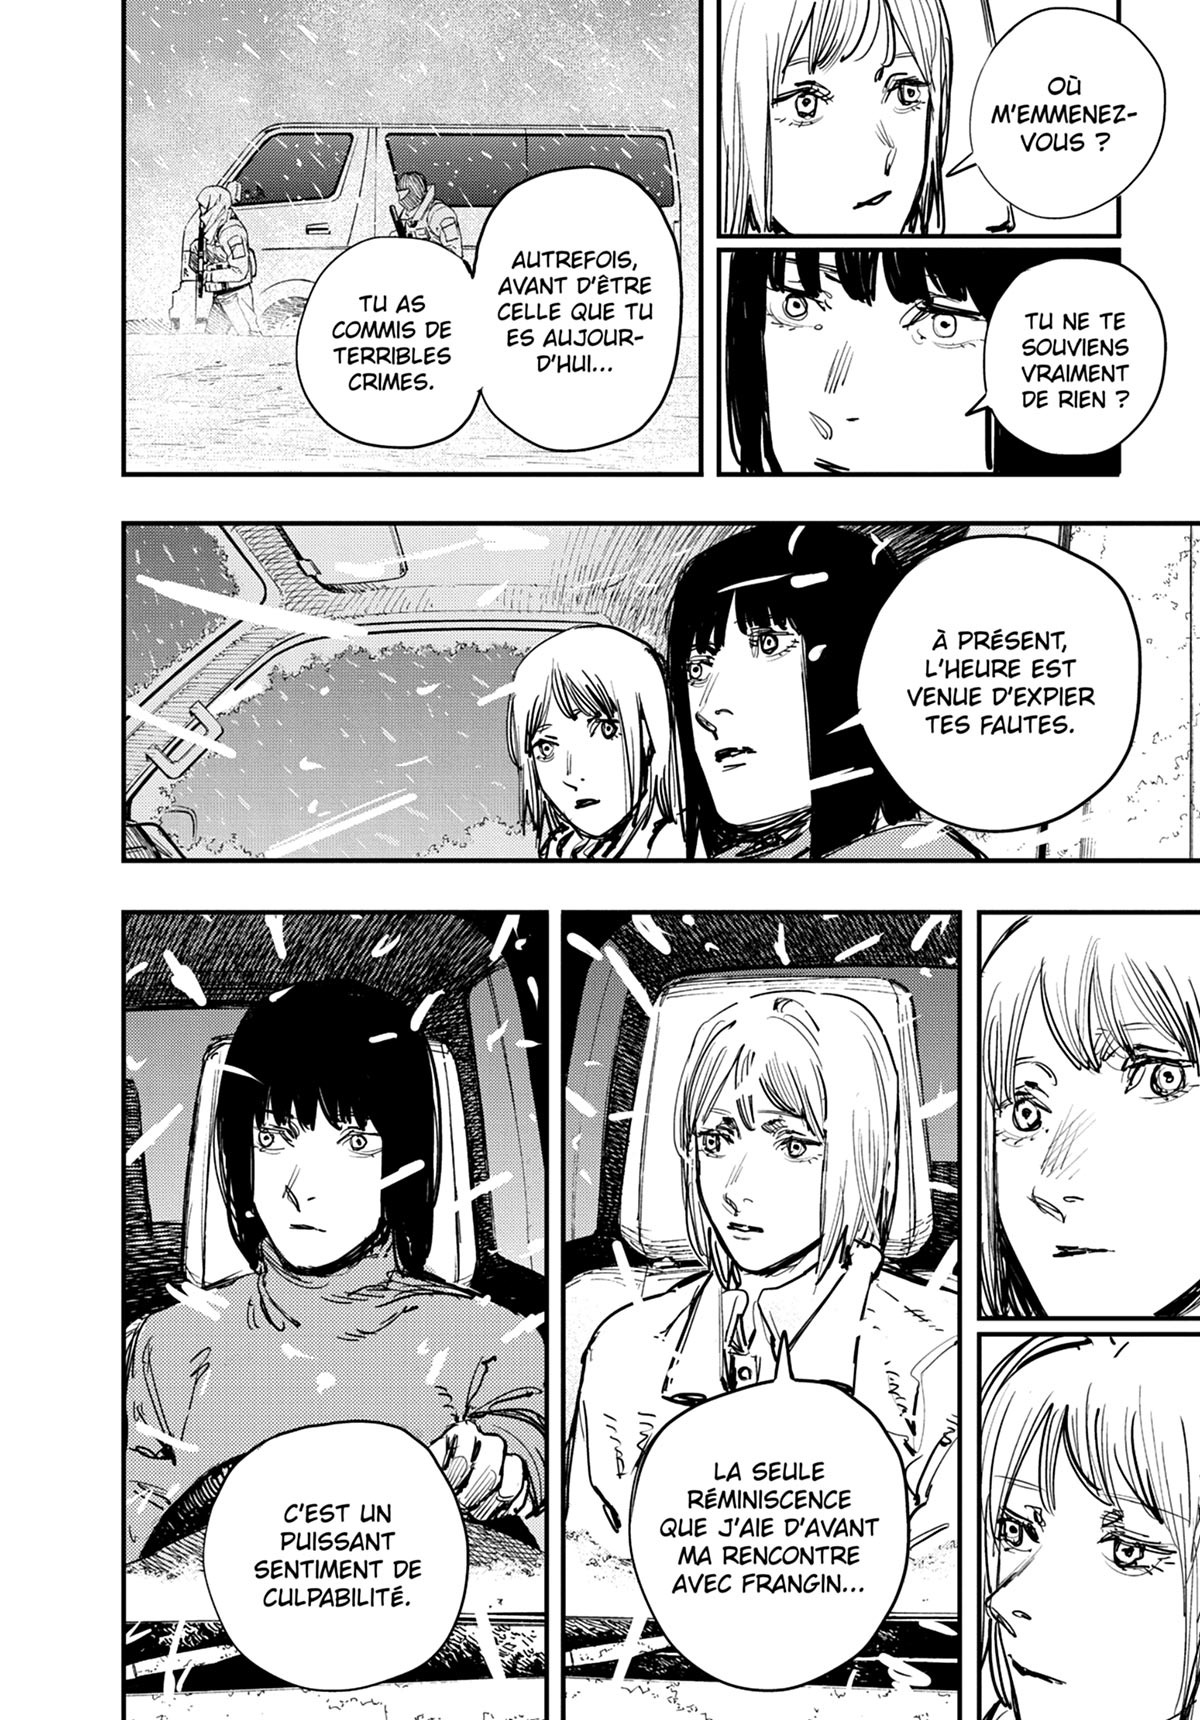 OÙ
M'EMMENEZ-
VOUS ?
TU NE TE
SOUVIENS
VRAIMENT
DE RIEN ?
AUTREFOIS,
AVANT D'ÊTRE
CELLE QUE TU
ES AUJOUR-
D'HUI...
TU AS
COMMIS DE
TERRIBLES
CRIMES.
À PRÉSENT,
L'HEURE EST
VENUE D'EXPIER
TES FAUTES.
LA SEULE
RÉMINISCENCE
QUE J'AIE D'AVANT
MA RENCONTRE
AVEC FRANGIN...
C'EST UN
PUISSANT
SENTIMENT DE
CULPABILITÉ.